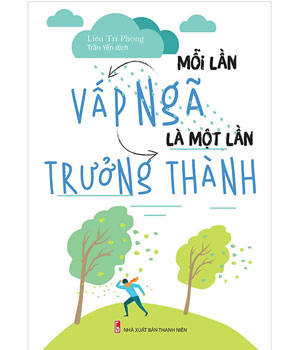 Liêu Trí Phong
Trần Yến dịch
MỖI LẦN
VẤP NGÃ
LÀ MỘT LẦN
TRƯỞNG THÀNH
NHÀ XUẤT BẢN THANH NIÊN